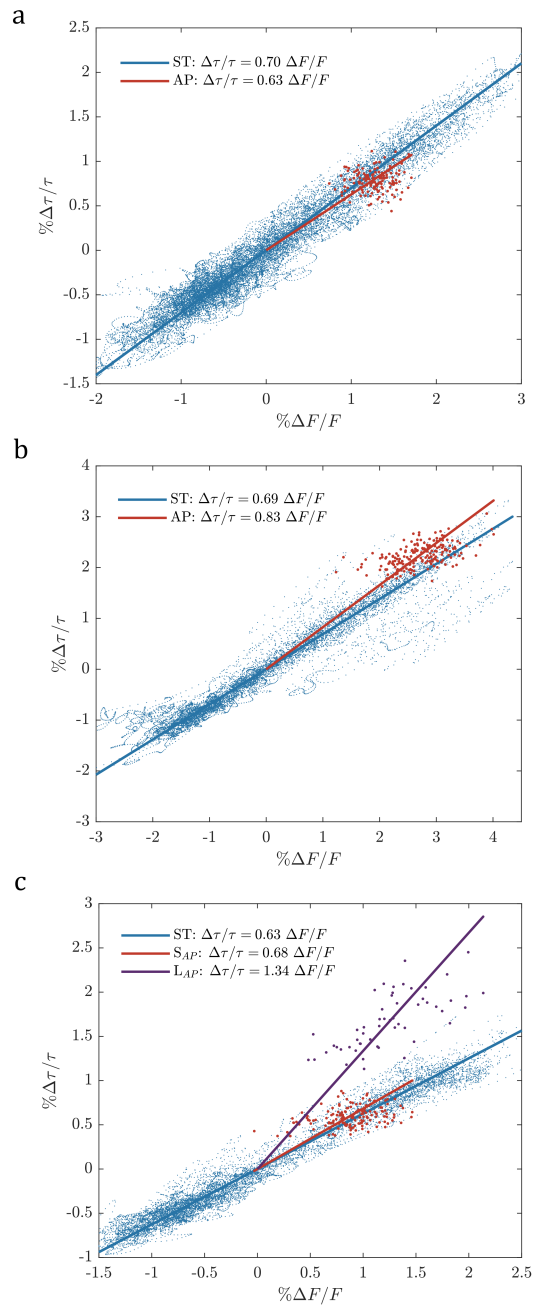 a
2.5
ST: Δτ/τ = 0.70 ΔF/F
AP: Δτ/τ = 0.63 ΔF/F
2
1.5
1
%Δτ/τ
0.5
0
-0.5
-1
-1.5
-2 -1 0 1 2 3
%ΔF/F
b
4
ST: Δτ/τ = 0.69 ΔF/F
AP: Δτ/τ = 0.83 ΔF/F
3
2
1
%Δτ/τ
0
-1
-2
-3
-3 -2 -1 0 1 2 3 4
%ΔF/F
c
3
ST: Δτ/τ = 0.63 ΔF/F
S_AP: Δτ/τ = 0.68 ΔF/F
L_AP: Δτ/τ = 1.34 ΔF/F
2.5
2
1.5
%Δτ/τ
1
0.5
0
-0.5
-1
-1.5 -1 -0.5 0 0.5 1 1.5 2 2.5
%ΔF/F